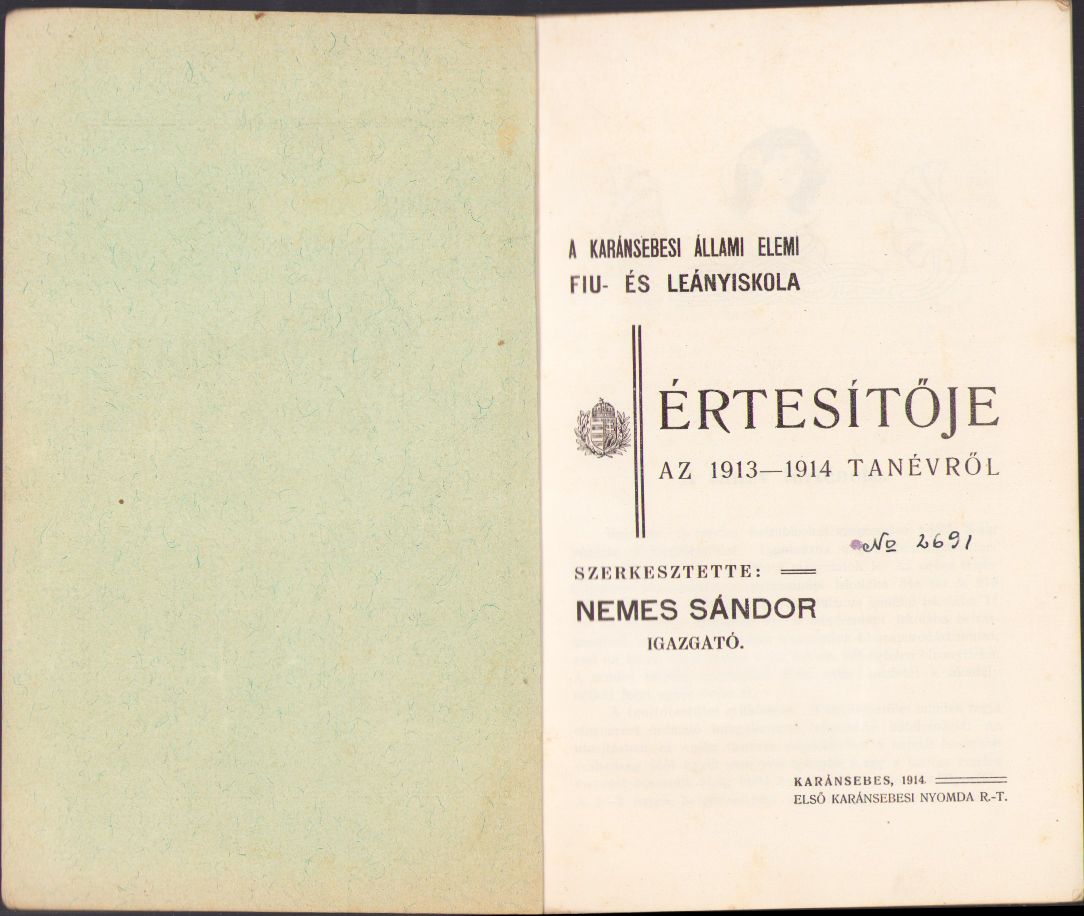 A KARÁNSEBESI ÁLLAMI ELEMI
FIU- ÉS LEÁNYISKOLA
ÉRTESÍTŐJE
AZ 1913—1914 TANÉVRŐL
No 2691
SZERKESZTETTE:
NEMES SÁNDOR
IGAZGATÓ.
KARÁNSEBES, 1914.
ELSŐ KARÁNSEBESI NYOMDA R.-T.